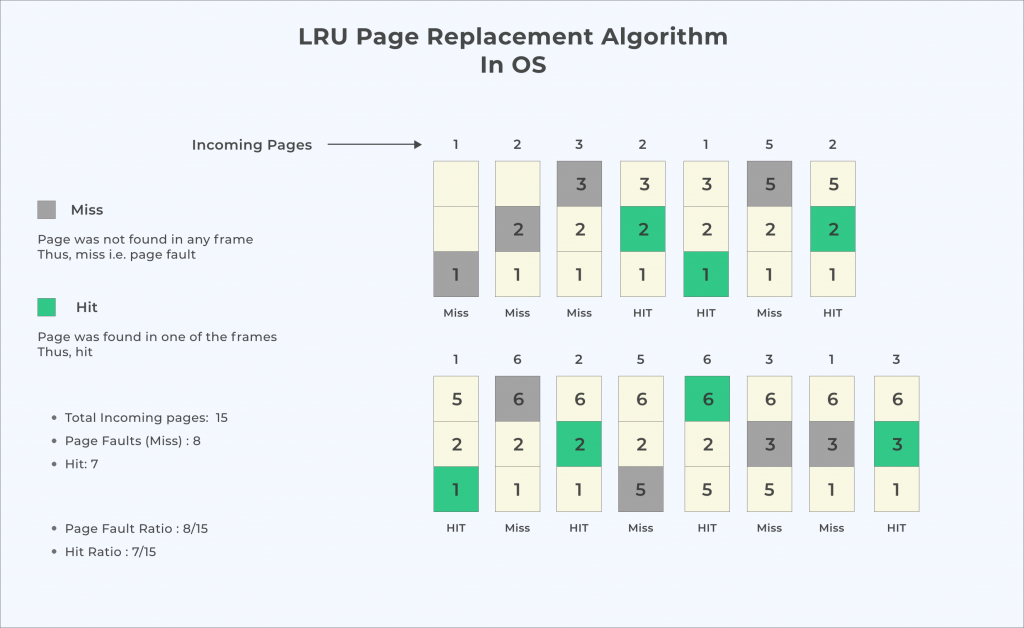 LRU Page Replacement Algorithm
In OS
Incoming Pages
1 2 3 2 1 5 2
3 3 3 5 5
2 2 2 2 2 2
1 1 1 1 1 1 1
Miss Miss Miss HIT HIT Miss HIT
Miss
Page was not found in any frame
Thus, miss i.e. page fault
Hit
Page was found in one of the frames
Thus, hit
• Total Incoming pages: 15
• Page Faults (Miss) : 8
• Hit: 7
• Page Fault Ratio : 8/15
• Hit Ratio : 7/15
1 6 2 5 6 3 1 3
5 6 6 6 6 6 6 6
2 2 2 2 2 3 3 3
1 1 1 5 5 5 1 1
HIT Miss HIT Miss HIT Miss Miss HIT